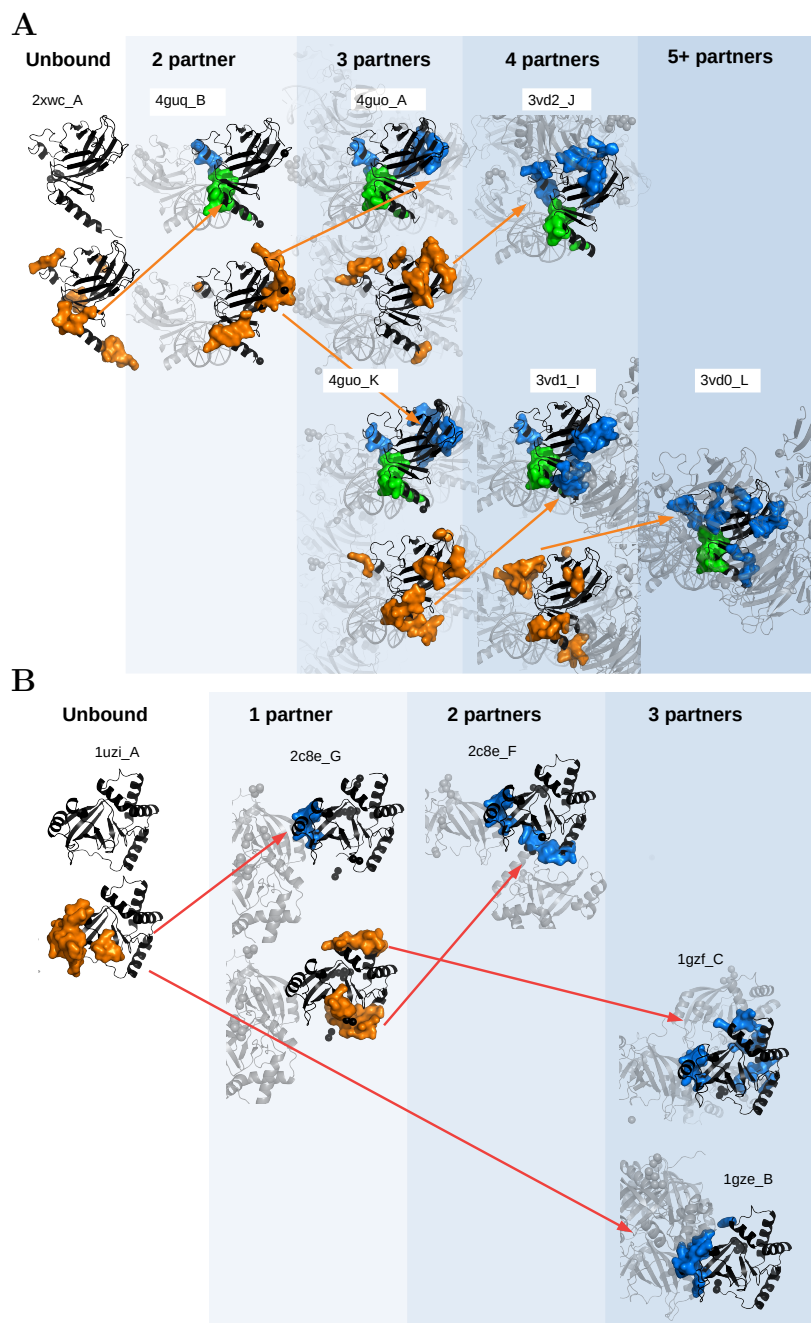 A
Unbound 2 partner 3 partners 4 partners 5+ partners
2xwc_A 4guq_B 4guo_A 3vd2_J
4guo_K 3vd1_I 3vd0_L
B
Unbound 1 partner 2 partners 3 partners
1uzi_A 2c8e_G 2c8e_F
1gzf_C
1gze_B